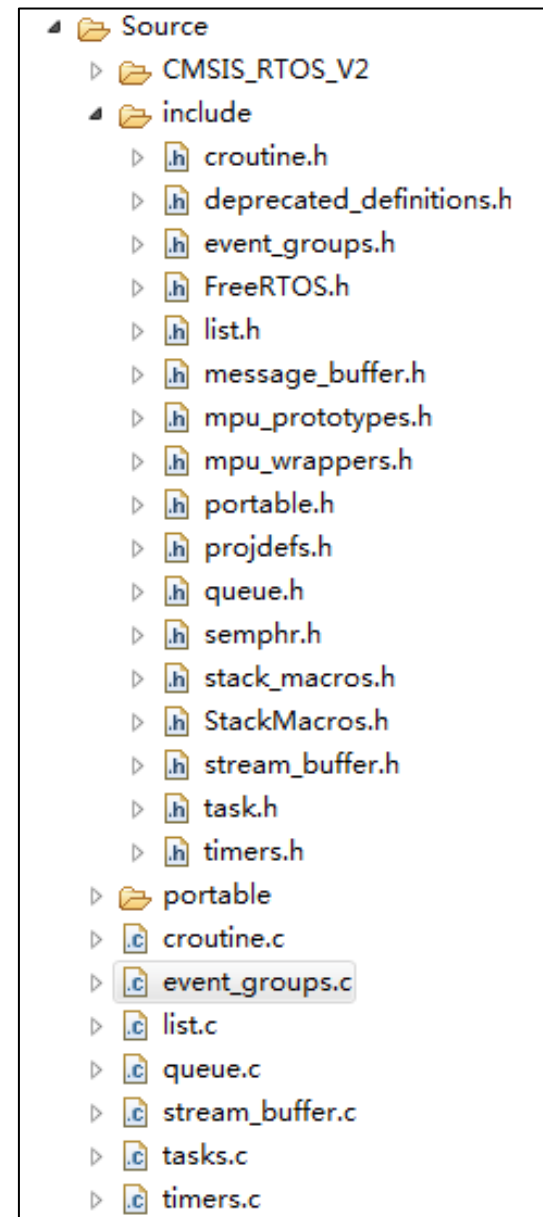 Source
CMSIS_RTOS_V2
include
croutine.h
deprecated_definitions.h
event_groups.h
FreeRTOS.h
list.h
message_buffer.h
mpu_prototypes.h
mpu_wrappers.h
portable.h
projdefs.h
queue.h
semphr.h
stack_macros.h
StackMacros.h
stream_buffer.h
task.h
timers.h
portable
croutine.c
event_groups.c
list.c
queue.c
stream_buffer.c
tasks.c
timers.c